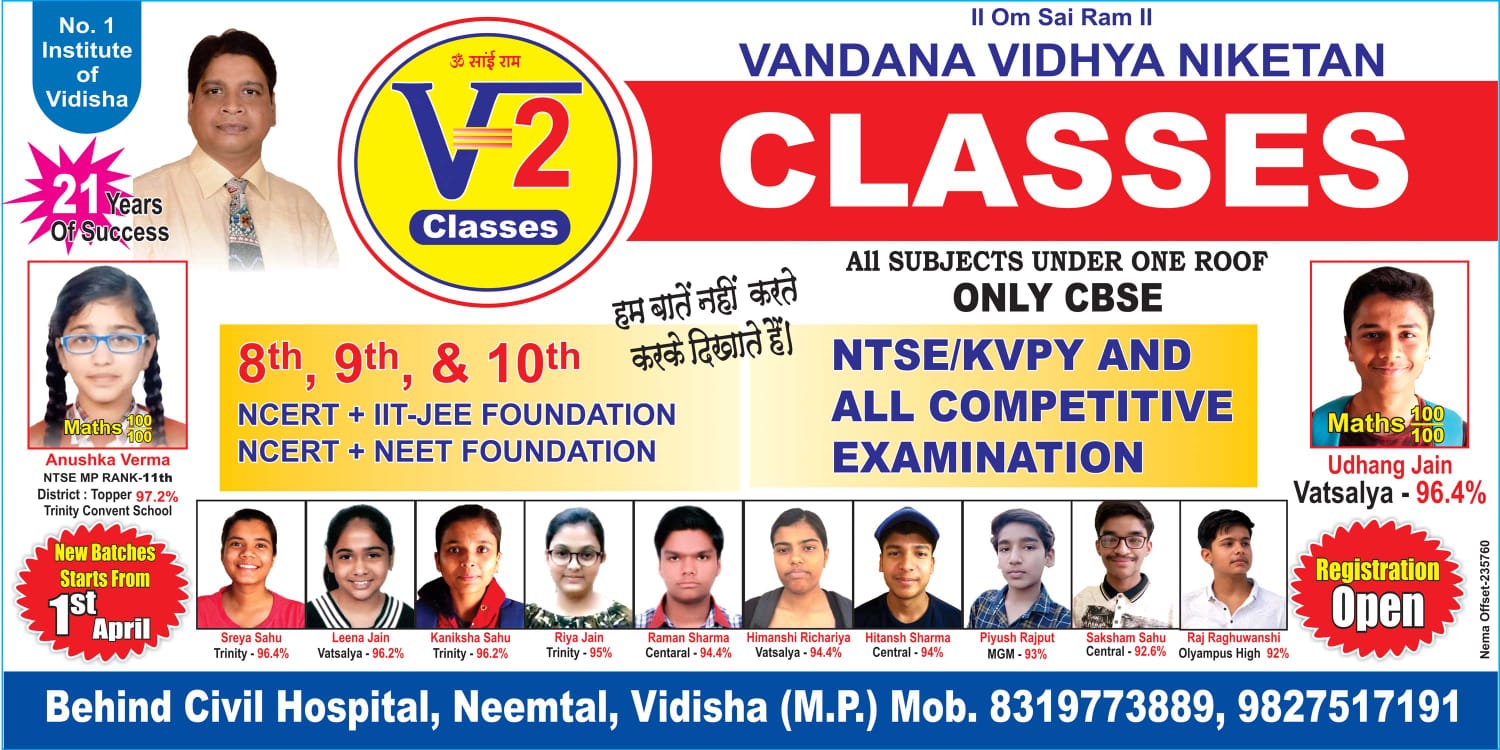 No. 1
Institute
of
Vidisha
21 Years
Of Success
ॐ सांई राम
V2
Classes
II Om Sai Ram II
VANDANA VIDHYA NIKETAN
CLASSES
All SUBJECTS UNDER ONE ROOF
ONLY CBSE
हम बातें नहीं करते
करके दिखाते हैं।
8th, 9th, & 10th
NCERT + IIT-JEE FOUNDATION
NCERT + NEET FOUNDATION
NTSE/KVPY AND
ALL COMPETITIVE
EXAMINATION
Maths 100/100
Anushka Verma
NTSE MP RANK-11th
District : Topper 97.2%
Trinity Convent School
Maths 100/100
Udhang Jain
Vatsalya - 96.4%
New Batches
Starts From
1st
April
Sreya Sahu
Trinity - 96.4%
Leena Jain
Vatsalya - 96.2%
Kaniksha Sahu
Trinity - 96.2%
Riya Jain
Trinity - 95%
Raman Sharma
Centaral - 94.4%
Himanshi Richariya
Vatsalya - 94.4%
Hitansh Sharma
Central - 94%
Piyush Rajput
MGM - 93%
Saksham Sahu
Central - 92.6%
Raj Raghuwanshi
Olyampus High 92%
Registration
Open
Nema Offset-235760
Behind Civil Hospital, Neemtal, Vidisha (M.P.) Mob. 8319773889, 9827517191